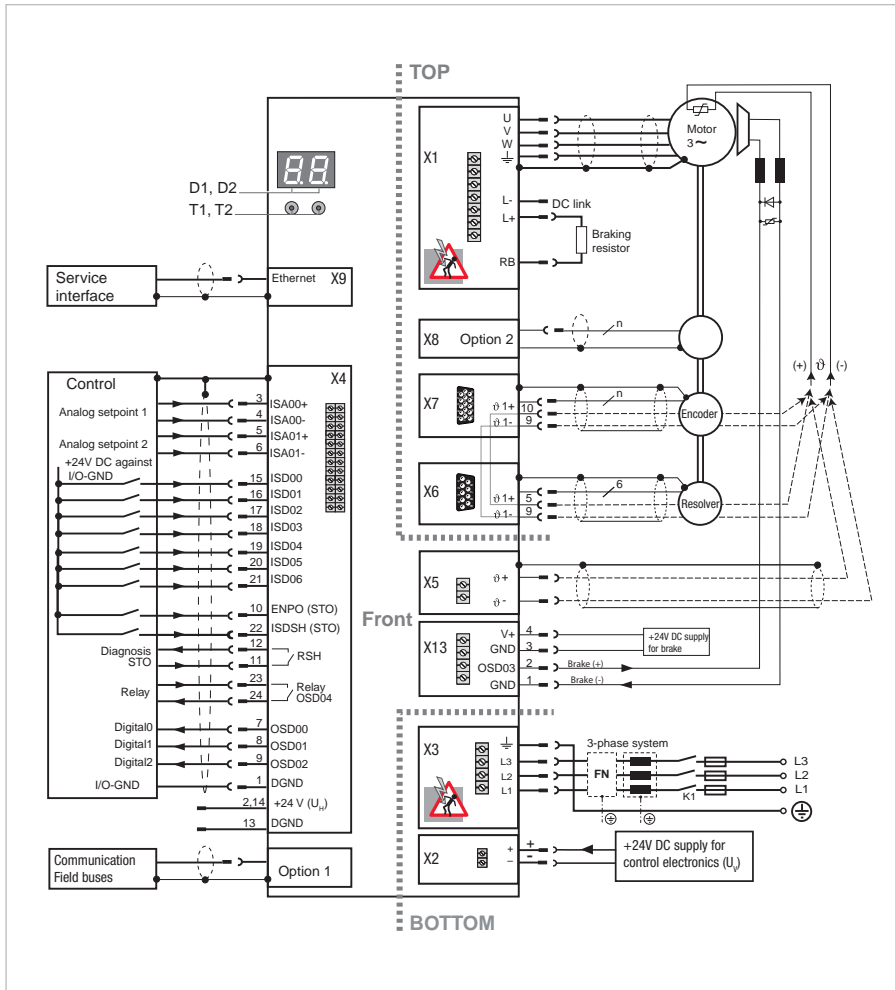 TOP
X1
U
V
W
L-
L+
RB
DC link
Braking
resistor
Motor
3 ~
D1, D2
T1, T2
Service
interface
Ethernet
X9
X8
Option 2
n
X4
Control
Analog setpoint 1
Analog setpoint 2
+24V DC against
I/O-GND
3
ISA00+
4
ISA00-
5
ISA01+
6
ISA01-
15
ISD00
16
ISD01
17
ISD02
18
ISD03
19
ISD04
20
ISD05
21
ISD06
10
ENPO (STO)
22
ISDSH (STO)
Diagnosis
STO
12
11
RSH
Relay
23
24
Relay
OSD04
Digital0
7
OSD00
Digital1
8
OSD01
Digital2
9
OSD02
I/O-GND
1
DGND
2,14
+24 V (UH)
13
DGND
Communication
Field buses
Option 1
X7
ϑ 1+
10
ϑ 1-
9
n
Encoder
(+) ϑ (-)
X6
ϑ 1+
5
ϑ 1-
9
6
Resolver
X5
ϑ +
ϑ -
Front
X13
V+
4
GND
3
OSD03
2
GND
1
+24V DC supply
for brake
Brake (+)
Brake (-)
X3
L3
L2
L1
3-phase system
FN
K1
L3
L2
L1
X2
+
-
+
-
+24V DC supply for
control electronics (UV)
BOTTOM